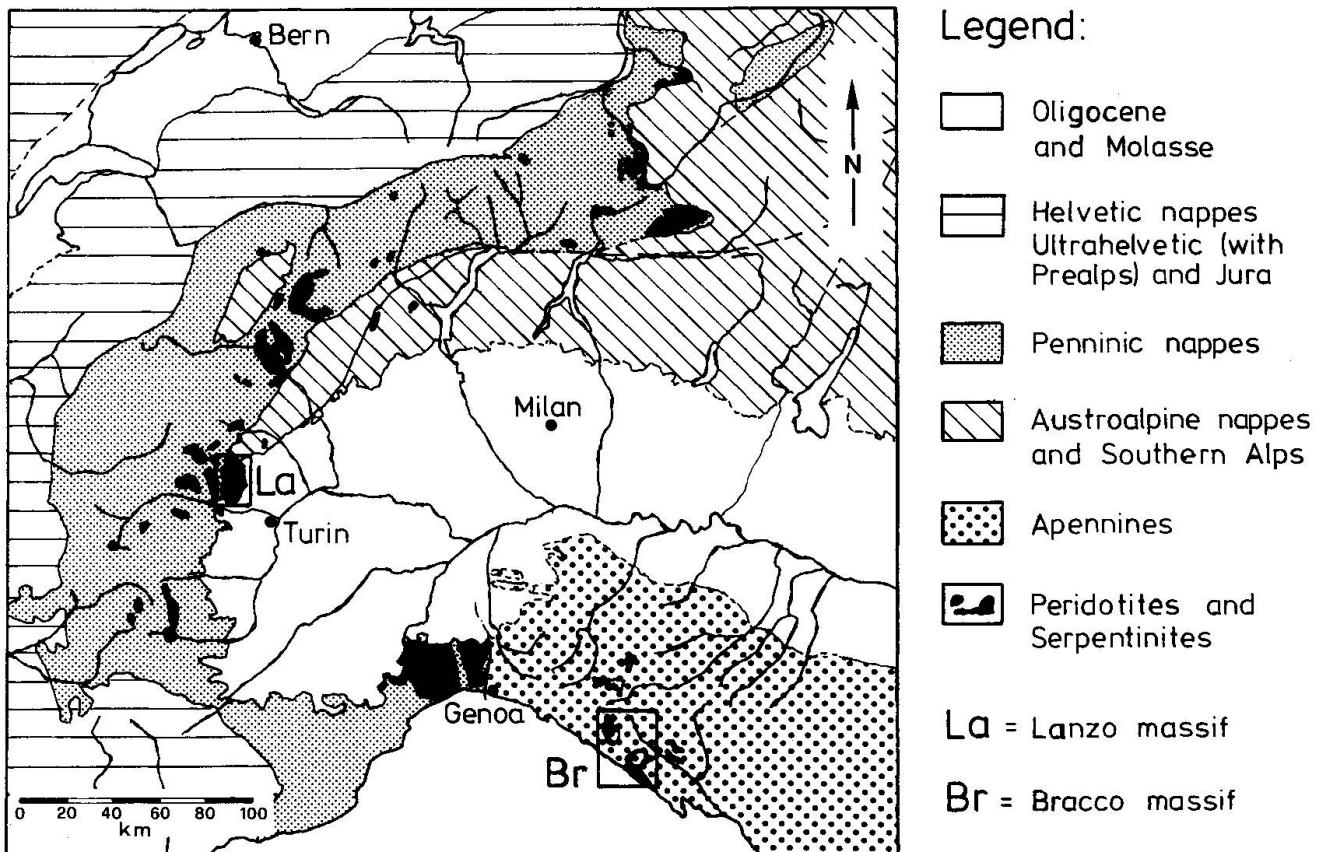 Bern
N
Milan
La
Turin
Genoa
Br
0 20 40 60 80 100
km
Legend:
Oligocene
and Molasse
Helvetic nappes
Ultrahelvetic (with
Prealps) and Jura
Penninic nappes
Austroalpine nappes
and Southern Alps
Apennines
Peridotites and
Serpentinites
La = Lanzo massif
Br = Bracco massif